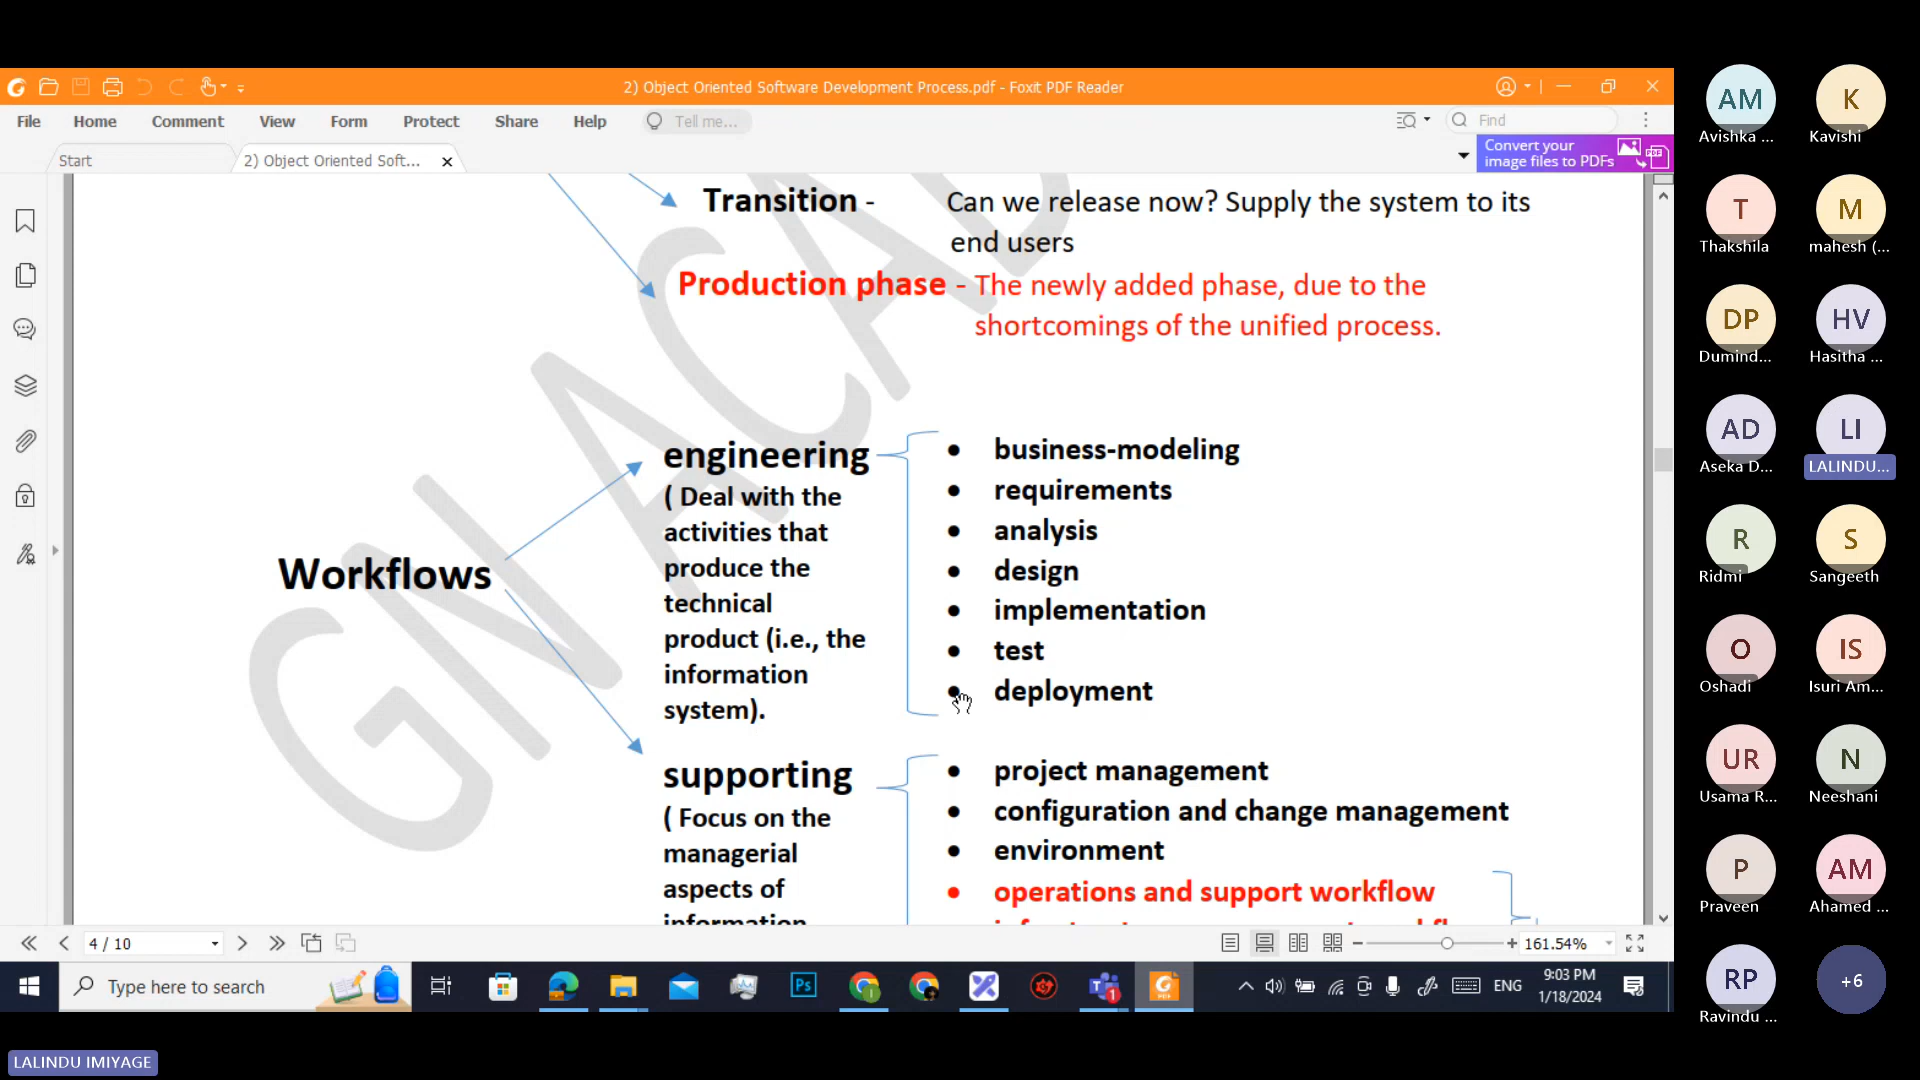 2) Object Oriented Software Development Process.pdf - Foxit PDF Reader
File Home Comment View Form Protect Share Help Tell me... Find
Start
2) Object Oriented Soft...
Convert your
image files to PDFs
Transition - Can we release now? Supply the system to its
end users
Production phase - The newly added phase, due to the
shortcomings of the unified process.
Workflows
engineering
( Deal with the
activities that
produce the
technical
product (i.e., the
information
system).
• business-modeling
• requirements
• analysis
• design
• implementation
• test
• deployment
supporting
( Focus on the
managerial
aspects of
information
• project management
• configuration and change management
• environment
• operations and support workflow
GN ACAD
4 / 10
161.54%
Type here to search
Ps
1
ENG
9:03 PM
1/18/2024
LALINDU IMIYAGE
AM
Avishka ...
K
Kavishi
T
Thakshila
M
mahesh (...
DP
Dumind...
HV
Hasitha ...
AD
Aseka D...
LI
LALINDU...
R
Ridmi
S
Sangeeth
O
Oshadi
IS
Isuri Am...
UR
Usama R...
N
Neeshani
P
Praveen
AM
Ahamed ...
RP
Ravindu ...
+6